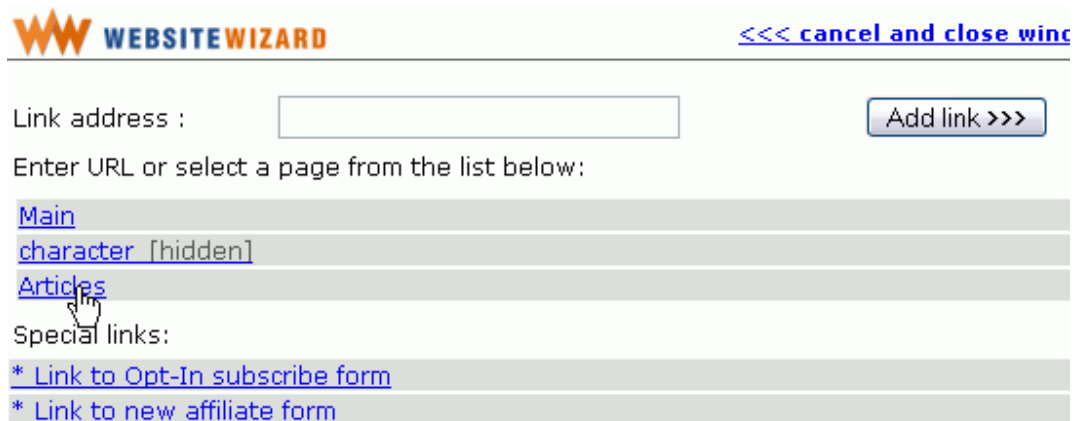 WEBSITEWIZARD
<<< cancel and close
Link address :
Add link >>>
Enter URL or select a page from the list below:
Main
character [hidden]
Articles
Special links:
* Link to Opt-In subscribe form
* Link to new affiliate form